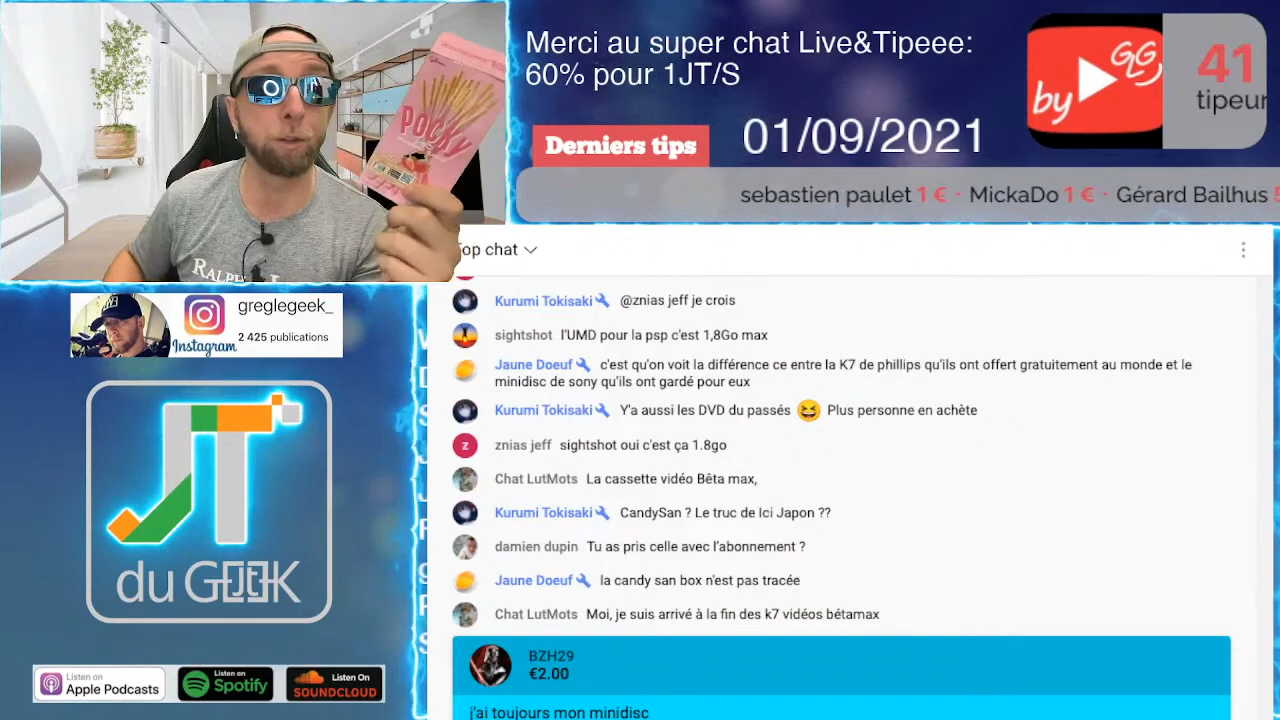 Merci au super chat Live&Tipeee:
60% pour 1JT/S
Derniers tips
01/09/2021
by GLG
41
tipeur
sebastien paulet 1 € · MickaDo 1 € · Gérard Bailhus
POCKY
RALPH
greglegeek_
Instagram
2 425 publications
JT
du GEEK
Listen on
Apple Podcasts
Listen on
Spotify
Listen On
SOUNDCLOUD
op chat
Kurumi Tokisaki @znias jeff je crois
sightshot l'UMD pour la psp c'est 1,8Go max
Jaune Doeuf c'est qu'on voit la différence ce entre la K7 de phillips qu'ils ont offert gratuitement au monde et le
minidisc de sony qu'ils ont gardé pour eux
Kurumi Tokisaki Y'a aussi les DVD du passés 😆 Plus personne en achète
z
znias jeff sightshot oui c'est ça 1.8go
Chat LutMots La cassette vidéo Bêta max,
Kurumi Tokisaki CandySan ? Le truc de Ici Japon ??
damien dupin Tu as pris celle avec l'abonnement ?
Jaune Doeuf la candy san box n'est pas tracée
Chat LutMots Moi, je suis arrivé à la fin des k7 vidéos bétamax
BZH29
€2.00
j'ai toujours mon minidisc